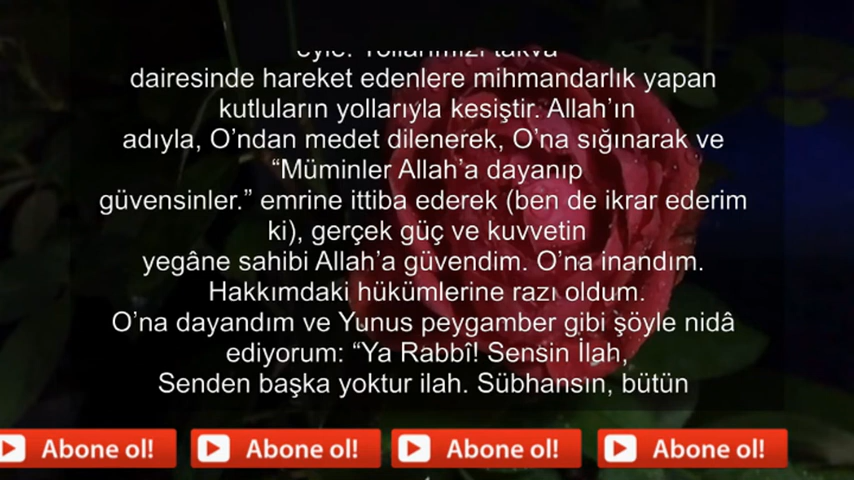 eyle. Yollarımızı takva
dairesinde hareket edenlere mihmandarlık yapan
kutluların yollarıyla kesiştir. Allah’ın
adıyla, O’ndan medet dilenerek, O’na sığınarak ve
“Müminler Allah’a dayanıp
güvensinler.” emrine ittiba ederek (ben de ikrar ederim
ki), gerçek güç ve kuvvetin
yegâne sahibi Allah’a güvendim. O’na inandım.
Hakkımdaki hükümlerine razı oldum.
O’na dayandım ve Yunus peygamber gibi şöyle nidâ
ediyorum: “Ya Rabbî! Sensin İlah,
Senden başka yoktur ilah. Sübhansın, bütün
Abone ol! Abone ol! Abone ol! Abone ol!